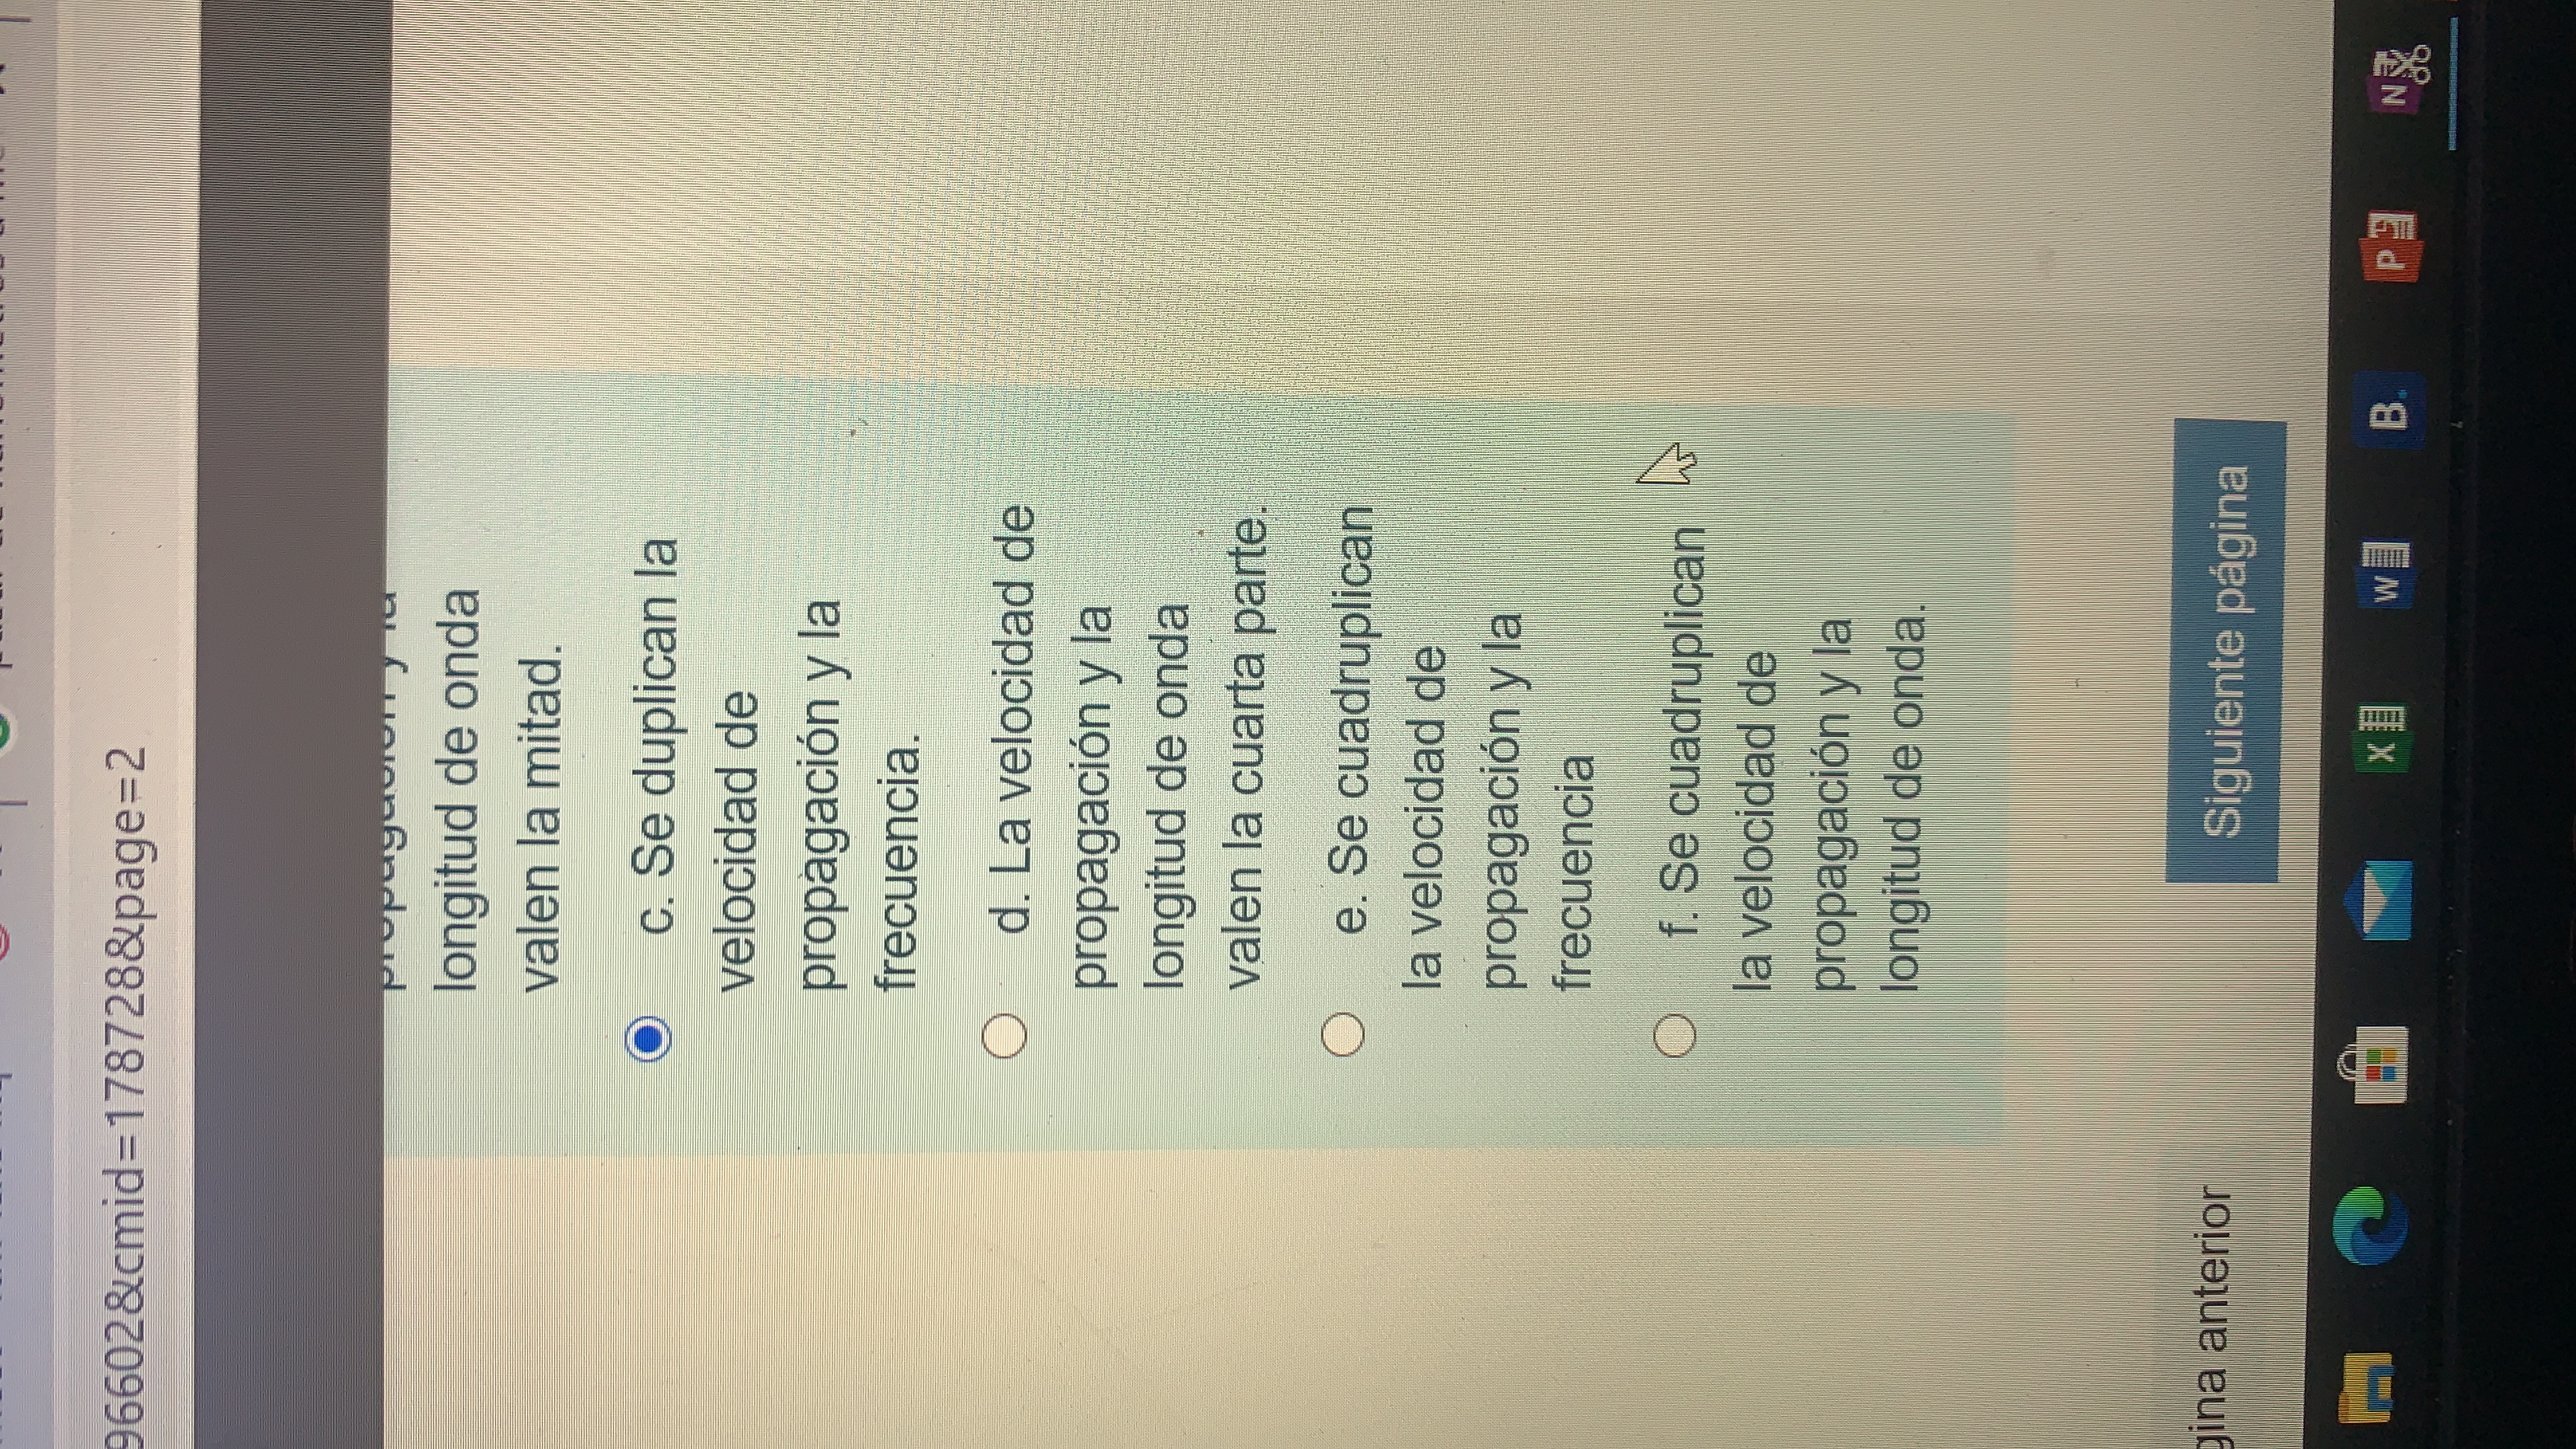 96602&cmid=178728&page=2
propagación y la
longitud de onda
valen la mitad.
c. Se duplican la
velocidad de
propagación y la
frecuencia.
d. La velocidad de
propagación y la
longitud de onda
valen la cuarta parte.
e. Se cuadruplican
la velocidad de
propagación y la
frecuencia
f. Se cuadruplican
la velocidad de
propagación y la
longitud de onda.
gina anterior
Siguiente página
X
W
B.
P
N